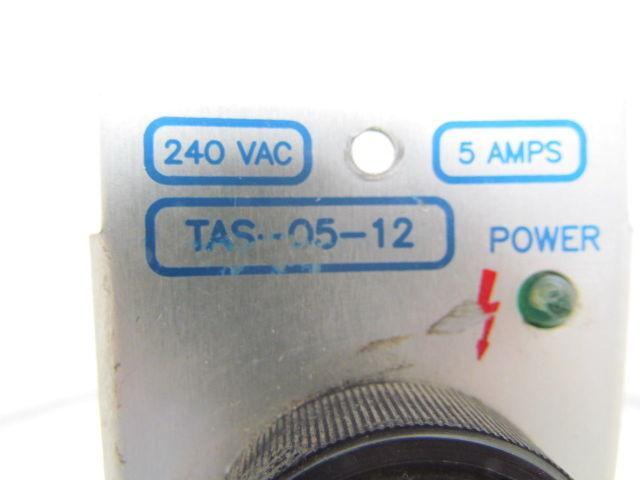 240 VAC
5 AMPS
TAS-05-12
POWER